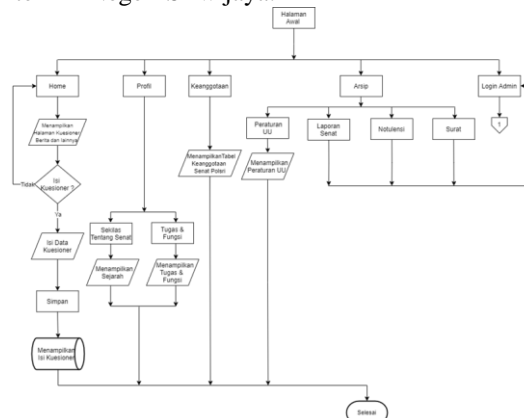 Halaman
Awal
Home
Profil
Keanggotaan
Arsip
Login Admin
Menampilkan
Halaman Kuesioner
Berita dan lainnya
Peraturan
UU
Laporan
Senat
Notulensi
Surat
1
Menampilkan Tabel
Keanggotaan
Senat Polsri
Menampilkan
Peraturan UU
Isi
Kuesioner ?
Tidak
Ya
Isi Data
Kuesioner
Sekilas
Tentang Senat
Tugas &
Fungsi
Menampilkan
Sejarah
Menampilkan
Tugas &
Fungsi
Simpan
Menampilkan
Isi Kuesioner
Selesai